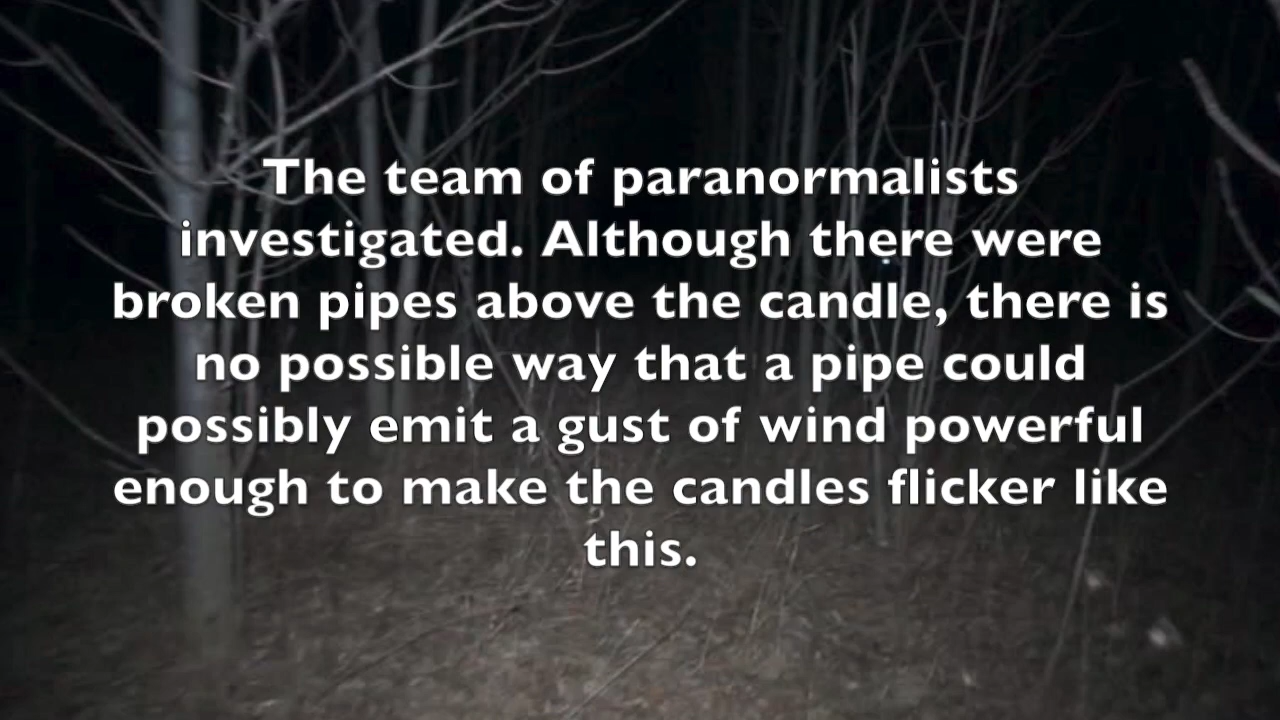 The team of paranormalists
investigated. Although there were
broken pipes above the candle, there is
no possible way that a pipe could
possibly emit a gust of wind powerful
enough to make the candles flicker like
this.